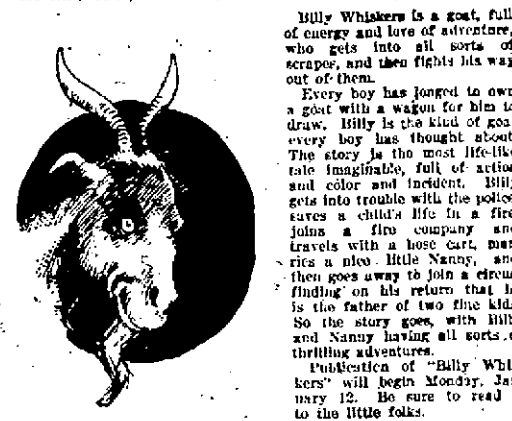 Billy Whiskers is a goat, full
of energy and love of adventure,
who gets into all sorts of
scrapes, and then fights his way
out of them.
Every boy has longed to own
a goat with a wagon for him to
draw. Billy is the kind of goa
every boy has thought about
The story is the most life-like
tale imaginable, full of action
and color and incident. Billy
gets into trouble with the police
saves a child's life in a fire
joins a fire company and
travels with a hose cart, mar
ries a nice little Nanny, and
then goes away to join a circus
finding on his return that h
is the father of two fine kids
So the story goes, with Bill
and Nanny having all sorts o
thrilling adventures.
Publication of "Billy Whi
kers" will begin Monday, Jan
uary 12. Be sure to read
to the little folks.